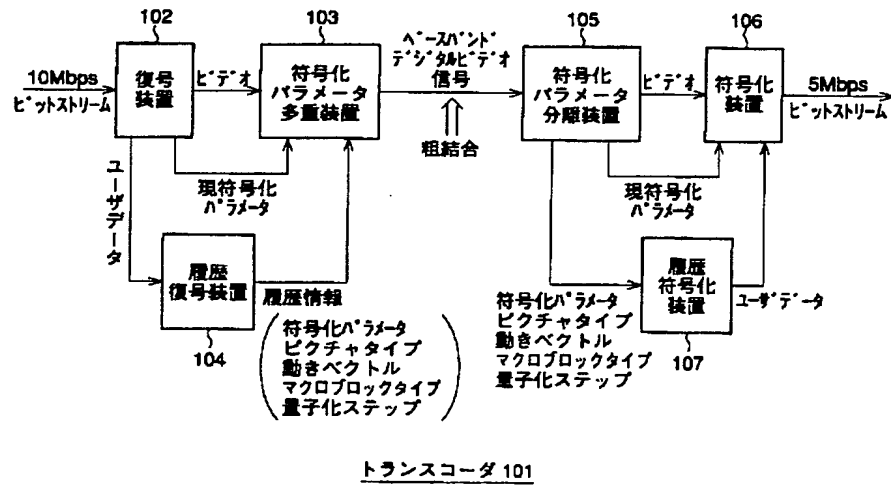 102
103
105
106
10Mbps
ビットストリーム
復号
装置
ビデオ
符号化
パラメータ
多重装置
ベースバンド
デジタルビデオ
信号
粗結合
符号化
パラメータ
分離装置
ビデオ
符号化
装置
5Mbps
ビットストリーム
ユーザデータ
現符号化
パラメータ
現符号化
パラメータ
履歴
復号装置
104
履歴情報
符号化パラメータ
ピクチャタイプ
動きベクトル
マクロブロックタイプ
量子化ステップ
符号化パラメータ
ピクチャタイプ
動きベクトル
マクロブロックタイプ
量子化ステップ
履歴
符号化
装置
107
ユーザデータ
トランスコーダ 101